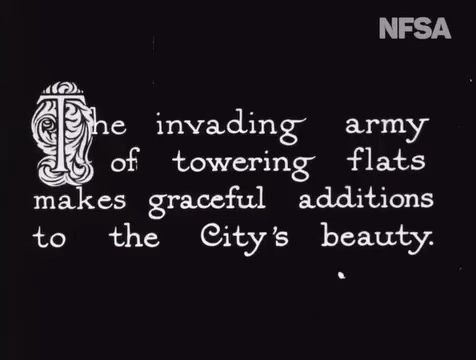 NFSA
The invading army
of towering flats
makes graceful additions
to the City's beauty.